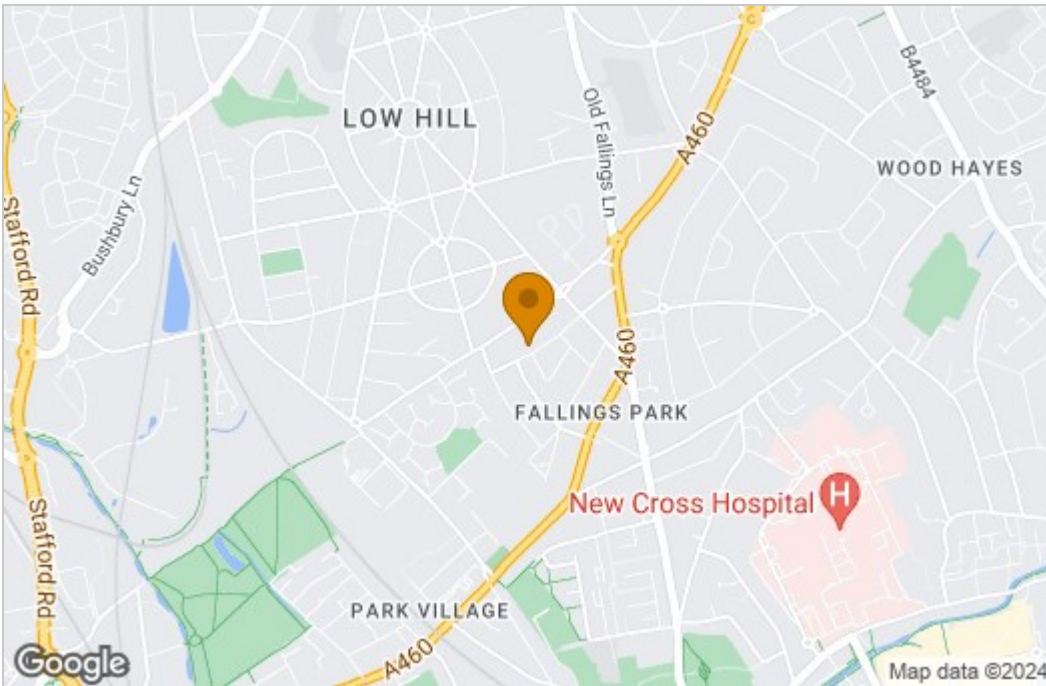 B4484
LOW HILL
Old Fallings Ln
A460
WOOD HAYES
Bushbury Ln
Stafford Rd
A460
FALLINGS PARK
New Cross Hospital
H
Stafford Rd
PARK VILLAGE
A460
Google
Map data ©2024